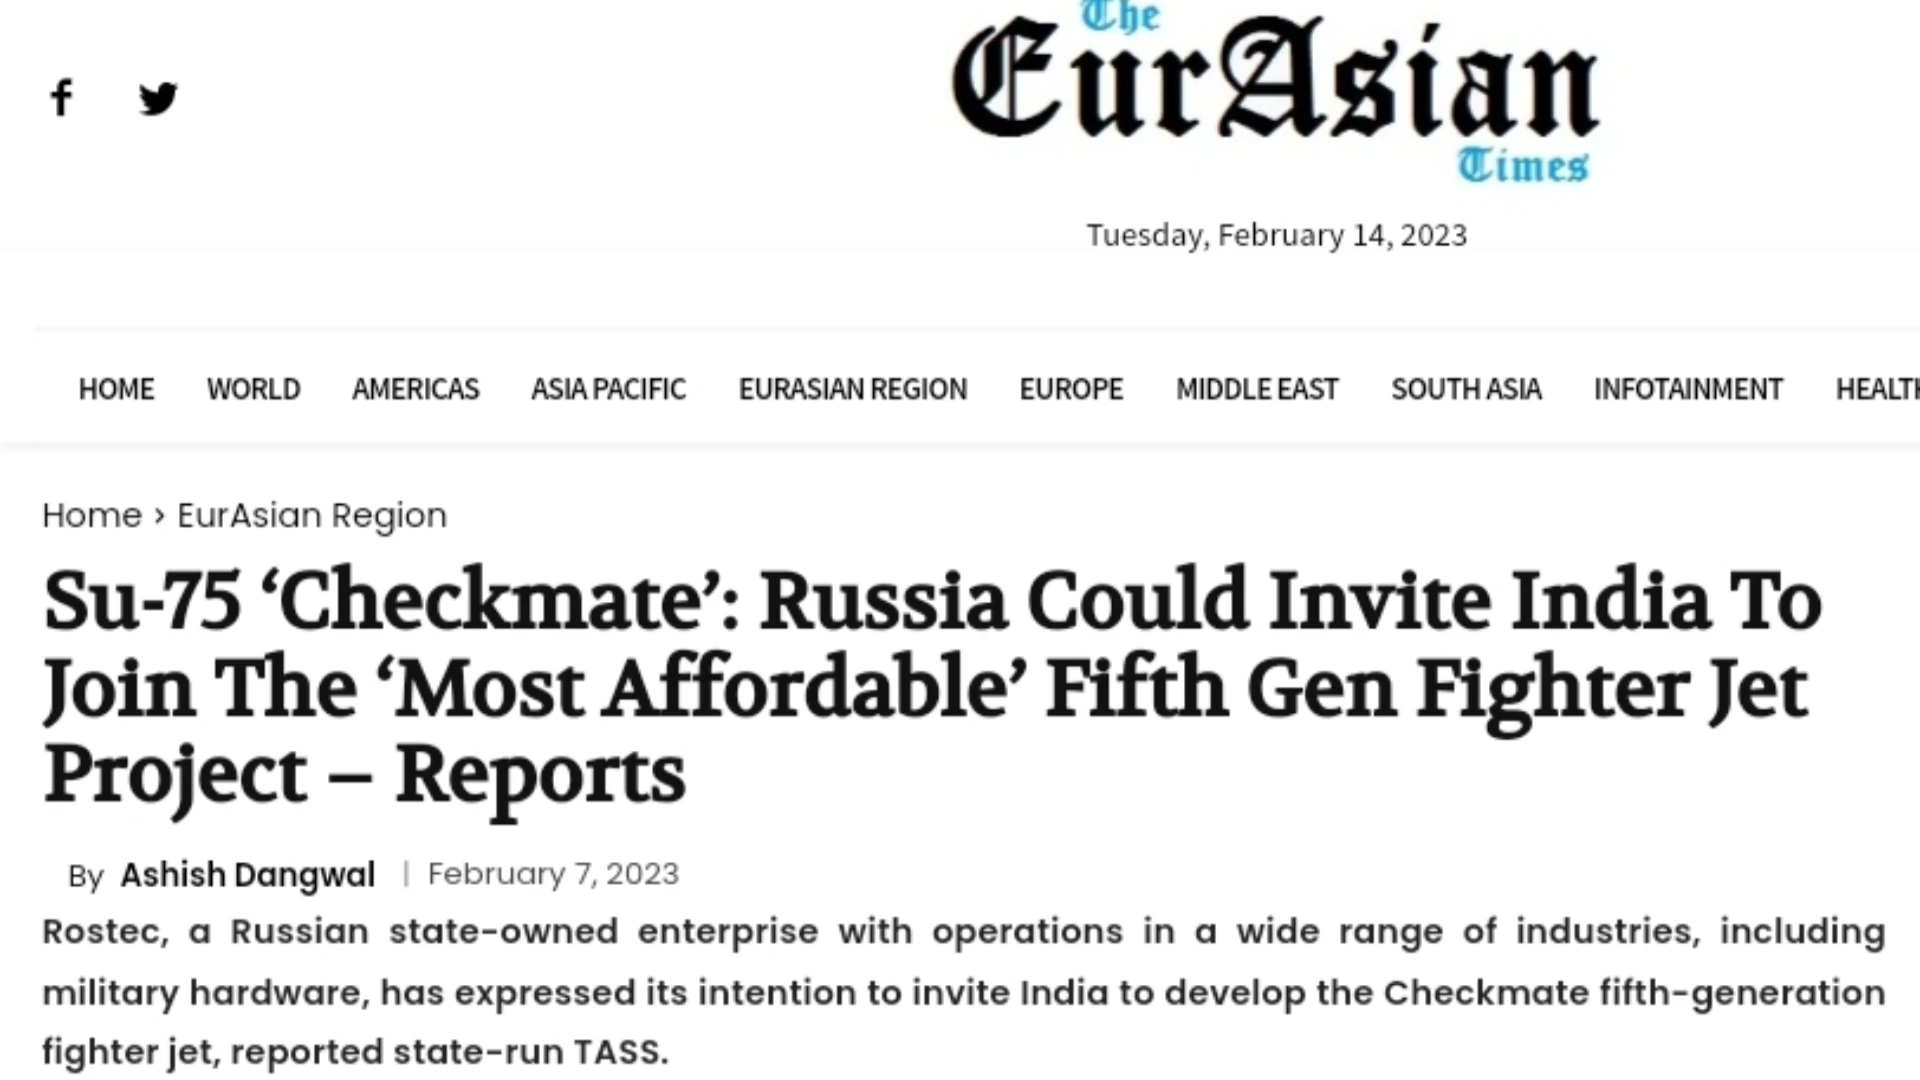 The
EurAsian
Times
Tuesday, February 14, 2023
HOME WORLD AMERICAS ASIA PACIFIC EURASIAN REGION EUROPE MIDDLE EAST SOUTH ASIA INFOTAINMENT HEALTH
Home › EurAsian Region
Su-75 ‘Checkmate’: Russia Could Invite India To
Join The ‘Most Affordable’ Fifth Gen Fighter Jet
Project – Reports
By Ashish Dangwal | February 7, 2023
Rostec, a Russian state-owned enterprise with operations in a wide range of industries, including
military hardware, has expressed its intention to invite India to develop the Checkmate fifth-generation
fighter jet, reported state-run TASS.